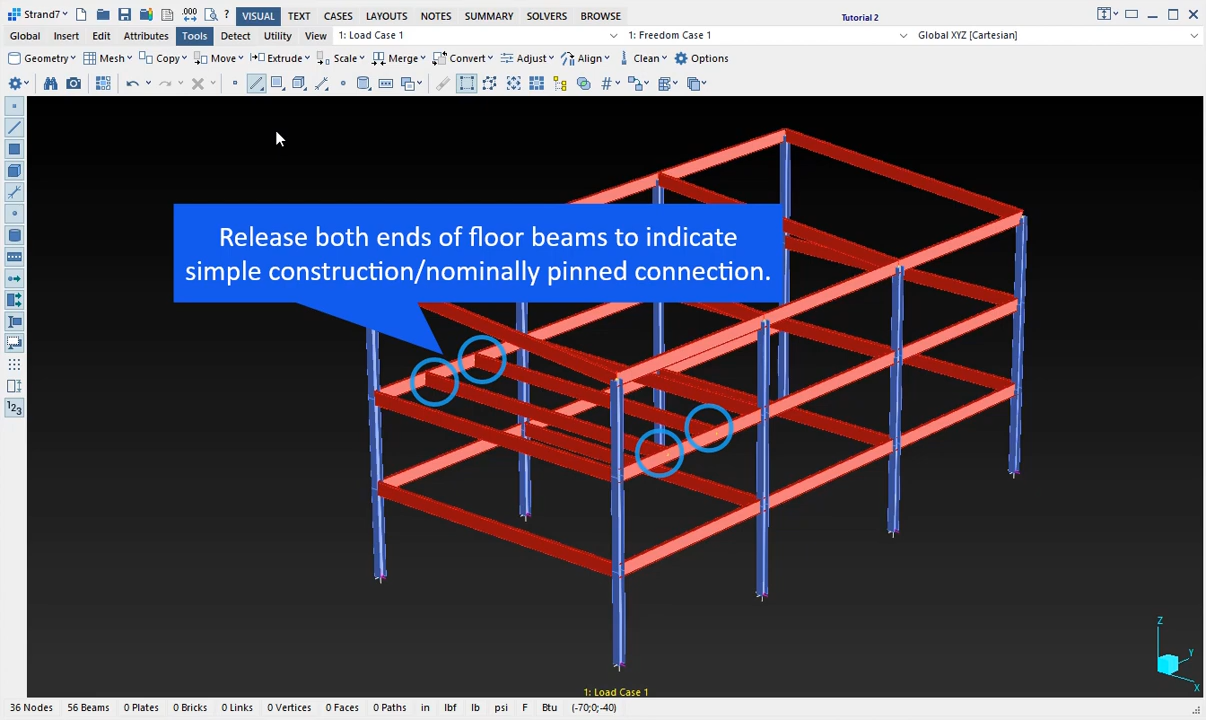 Strand7
.000
?
VISUAL TEXT CASES LAYOUTS NOTES SUMMARY SOLVERS BROWSE
Tutorial 2
Global Insert Edit Attributes Tools Detect Utility View
1: Load Case 1
1: Freedom Case 1
Global XYZ [Cartesian]
Geometry Mesh Copy Move Extrude Scale Merge Convert Adjust Align Clean Options
Release both ends of floor beams to indicate
simple construction/nominally pinned connection.
123
Z
Y
X
1: Load Case 1
36 Nodes 56 Beams 0 Plates 0 Bricks 0 Links 0 Vertices 0 Faces 0 Paths in lbf lb psi F Btu (-70;0;-40)